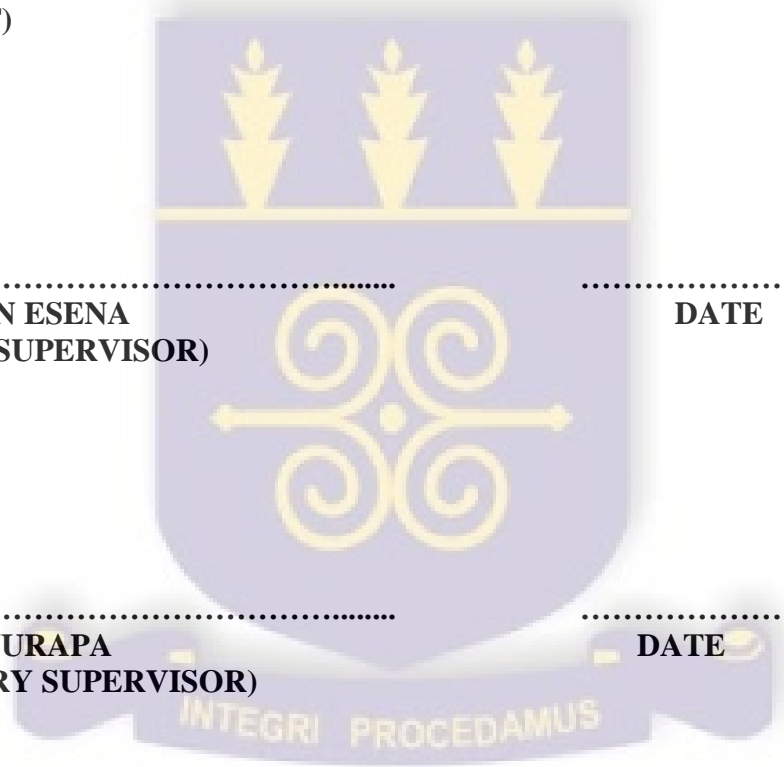 )
........................................................ ........................
N ESENA DATE
SUPERVISOR)
........................................................ ........................
URAPA DATE
RY SUPERVISOR)
INTEGRI PROCEDAMUS